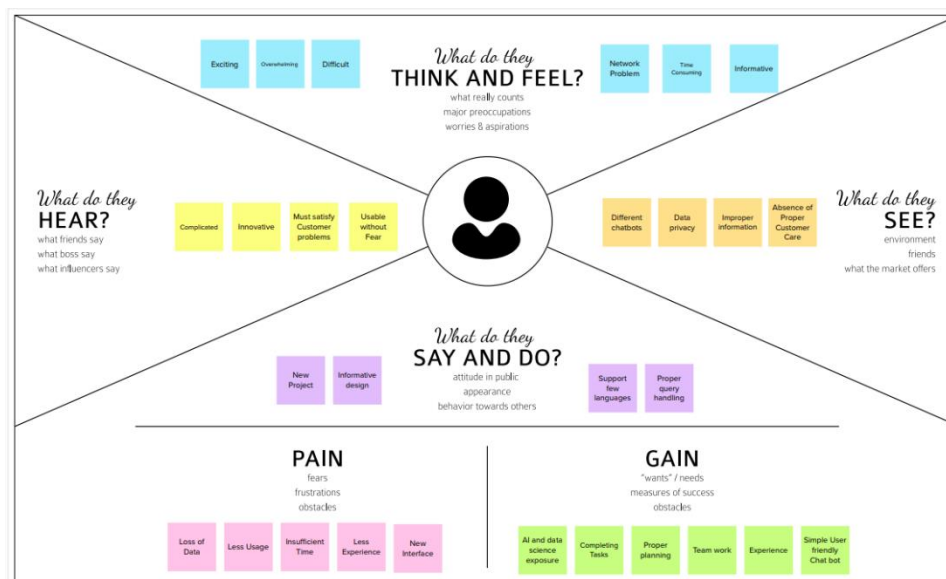 What do they
THINK AND FEEL?
what really counts
major preoccupations
worries & aspirations
Exciting
Overwhelming
Difficult
Network
Problem
Time
Consuming
Informative
What do they
HEAR?
what friends say
what boss say
what influencers say
Complicated
Innovative
Must satisfy
Customer
problems
Usable
without
Fear
Different
chatbots
Data
privacy
Improper
information
Absence of
Proper
Customer
Care
What do they
SEE?
environment
friends
what the market offers
What do they
SAY AND DO?
attitude in public
appearance
behavior towards others
New
Project
Informative
design
Support
few
languages
Proper
query
handling
PAIN
fears
frustrations
obstacles
Loss of
Data
Less Usage
Insufficient
Time
Less
Experience
New
Interface
GAIN
"wants" / needs
measures of success
obstacles
AI and data
science
exposure
Completing
Tasks
Proper
planning
Team work
Experience
Simple User
friendly
Chat bot